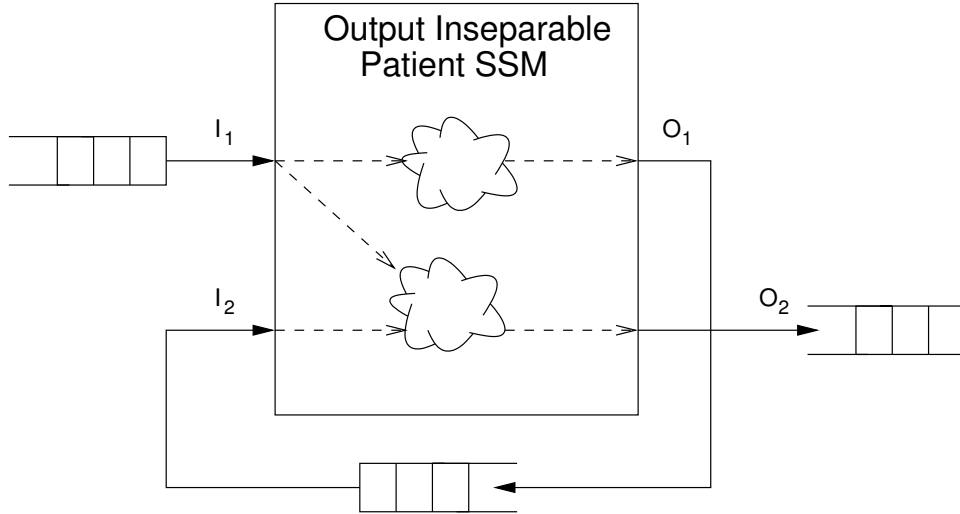 Output Inseparable
Patient SSM
I1
O1
I2
O2